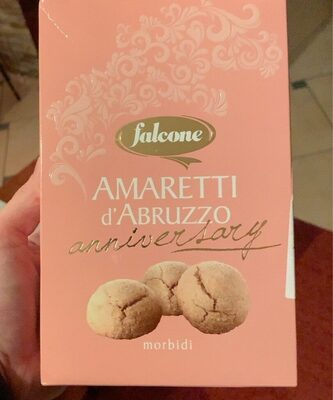 falcone
AMARETTI
d'ABRUZZO
anniversary
morbidi